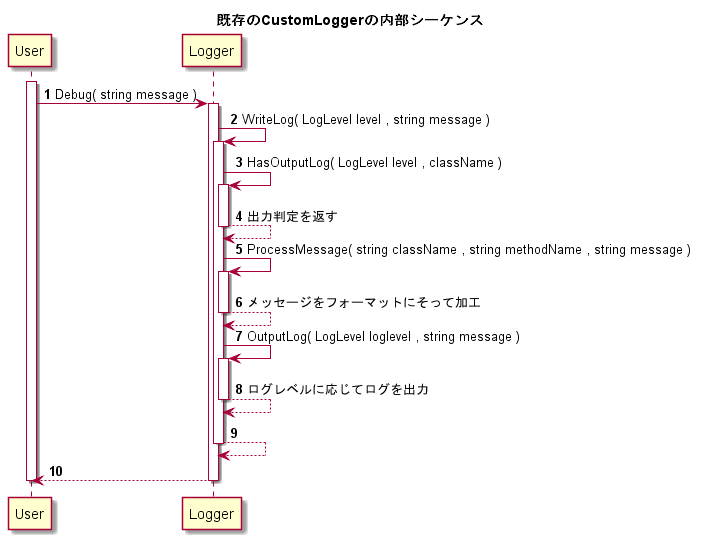 既存のCustomLoggerの内部シーケンス
User
Logger
1 Debug( string message )
2 WriteLog( LogLevel level , string message )
3 HasOutputLog( LogLevel level , className )
4 出力判定を返す
5 ProcessMessage( string className , string methodName , string message )
6 メッセージをフォーマットにそって加工
7 OutputLog( LogLevel loglevel , string message )
8 ログレベルに応じてログを出力
9
10
User
Logger